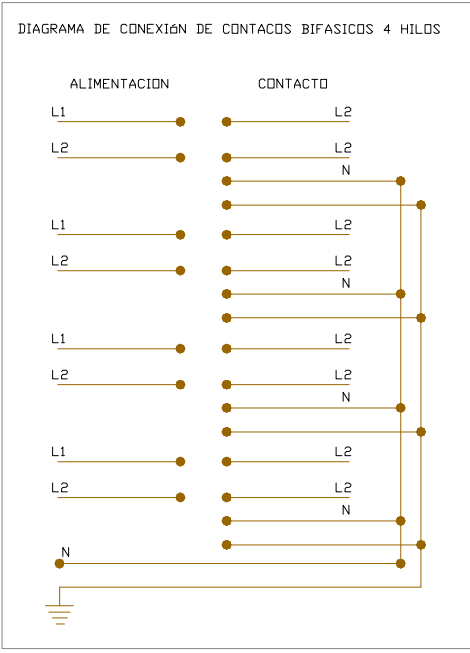 DIAGRAMA DE CONEXIóN DE CONTACOS BIFASICOS 4 HILOS
ALIMENTACION CONTACTO
L1 L2
L2 L2
N
L1 L2
L2 L2
N
L1 L2
L2 L2
N
L1 L2
L2 L2
N
N